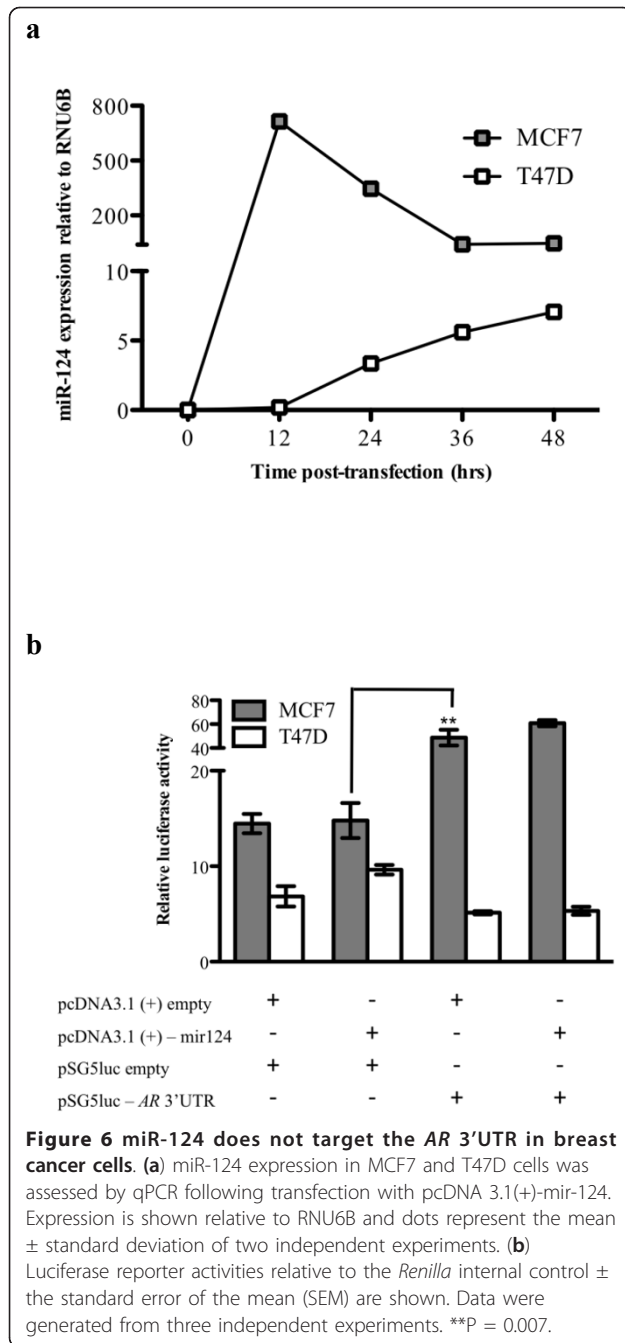 a
miR-124 expression relative to RNU6B
800
500
200
10
5
0
MCF7
T47D
0 12 24 36 48
Time post-transfection (hrs)
b
Relative luciferase activity
80
60
40
20
10
0
MCF7
T47D
**
pcDNA3.1 (+) empty + - + -
pcDNA3.1 (+) – mir124 - + - +
pSG5luc empty + + - -
pSG5luc – AR 3'UTR - - + +
Figure 6 miR-124 does not target the AR 3'UTR in breast
cancer cells. (a) miR-124 expression in MCF7 and T47D cells was
assessed by qPCR following transfection with pcDNA 3.1(+)-mir-124.
Expression is shown relative to RNU6B and dots represent the mean
± standard deviation of two independent experiments. (b)
Luciferase reporter activities relative to the Renilla internal control ±
the standard error of the mean (SEM) are shown. Data were
generated from three independent experiments. **P = 0.007.